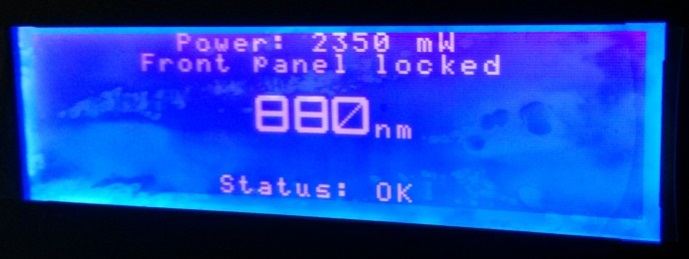 Power: 2350 mW
Front panel locked
880nm
Status: OK